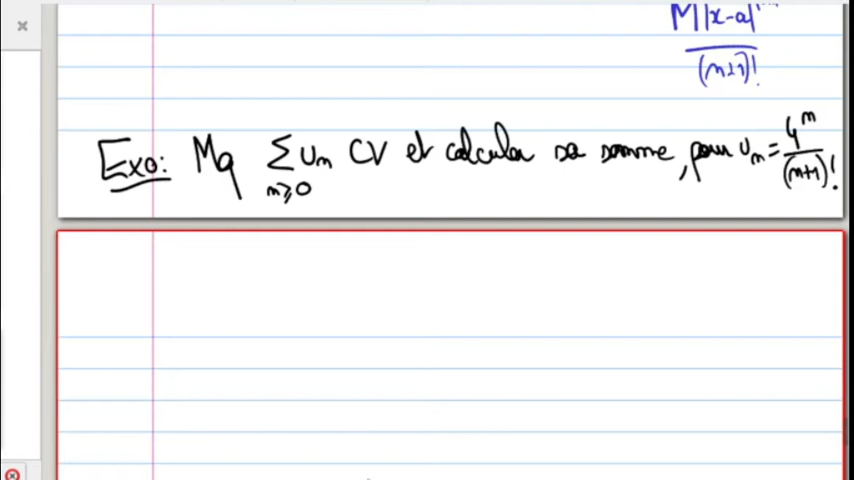 M|x-a|
(n+1)!
Exo: Mq ∑ un CV et calculer sa somme, pour un = 4^n / (n+1)!
n≥0